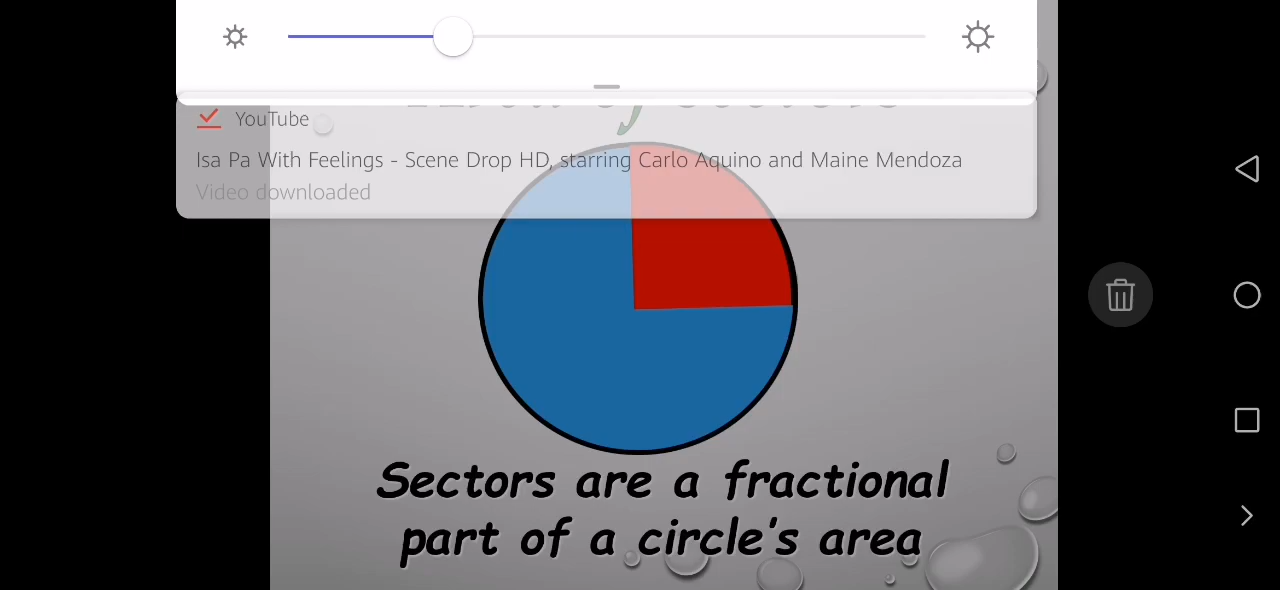 YouTube
Isa Pa With Feelings - Scene Drop HD, starring Carlo Aquino and Maine Mendoza
Video downloaded
Sectors are a fractional
part of a circle's area